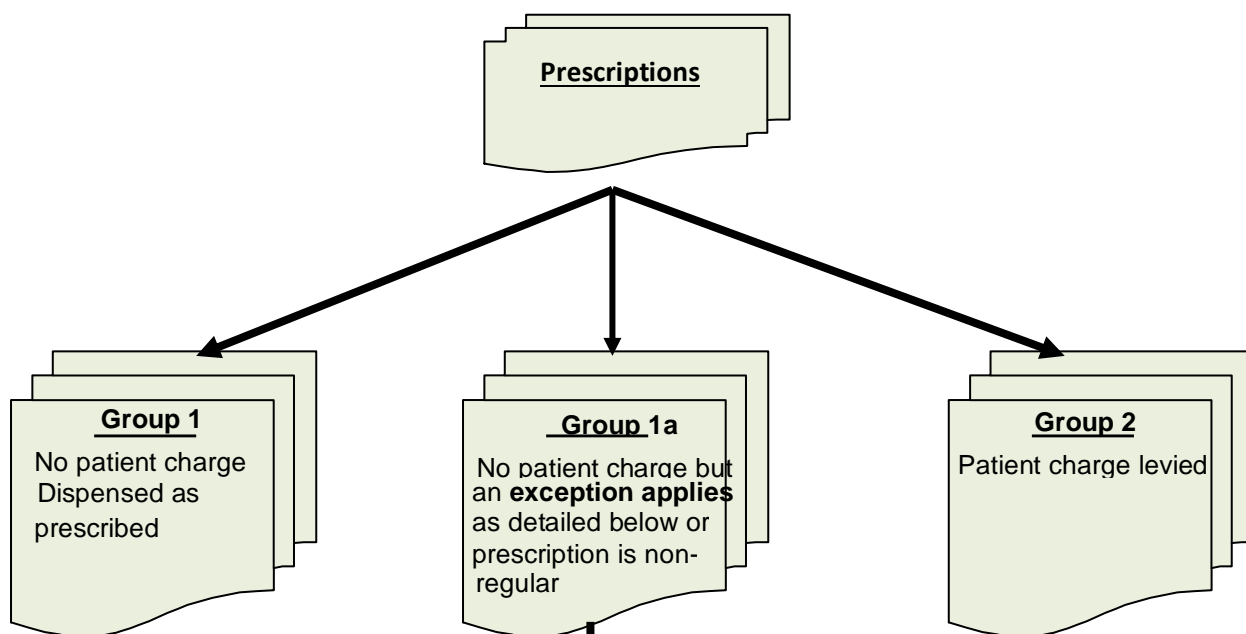 Prescriptions
Group 1
No patient charge
Dispensed as
prescribed
Group 1a
No patient charge but
an exception applies
as detailed below or
prescription is non-
regular
Group 2
Patient charge levied